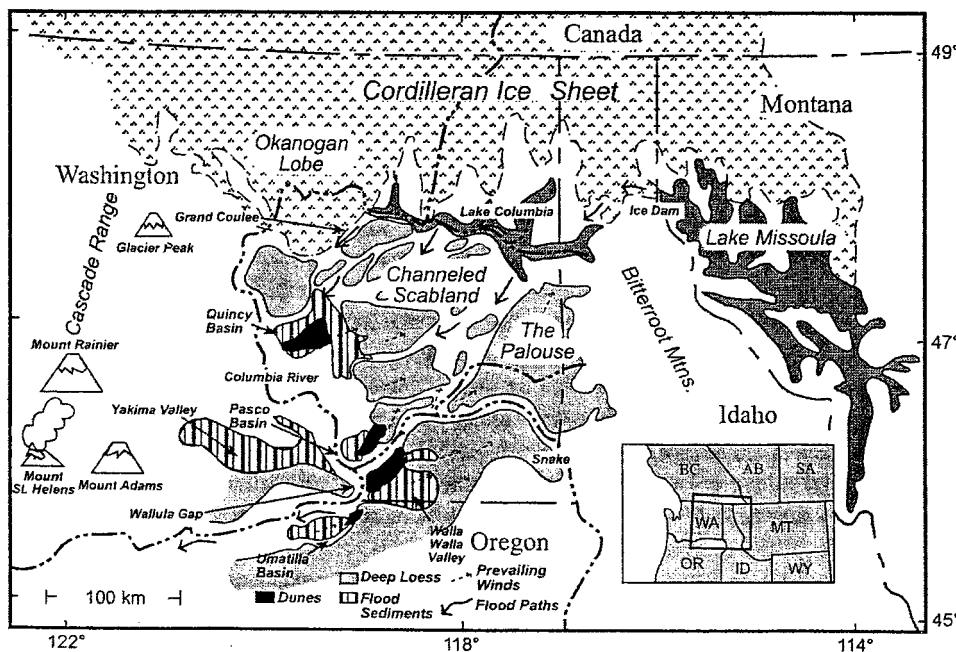 Canada
49°
Cordilleran Ice Sheet
Montana
Okanogan
Lobe
Washington
Grand Coulee
Lake Columbia
Ice Dam
Glacier Peak
Lake Missoula
Cascade Range
Channeled
Scabland
Bitterroot Mtns.
Quincy
Basin
The
Palouse
47°
Mount Rainier
Columbia River
Yakima Valley
Pasco
Basin
Idaho
Snake
Mount
St. Helens
Mount Adams
BC
AB
SA
WA
MT
OR
ID
WY
Wallula Gap
Walla
Walla
Valley
Oregon
Umatilla
Basin
Deep Loess
Prevailing
Winds
Dunes
Flood
Sediments
Flood Paths
100 km
45°
122°
118°
114°